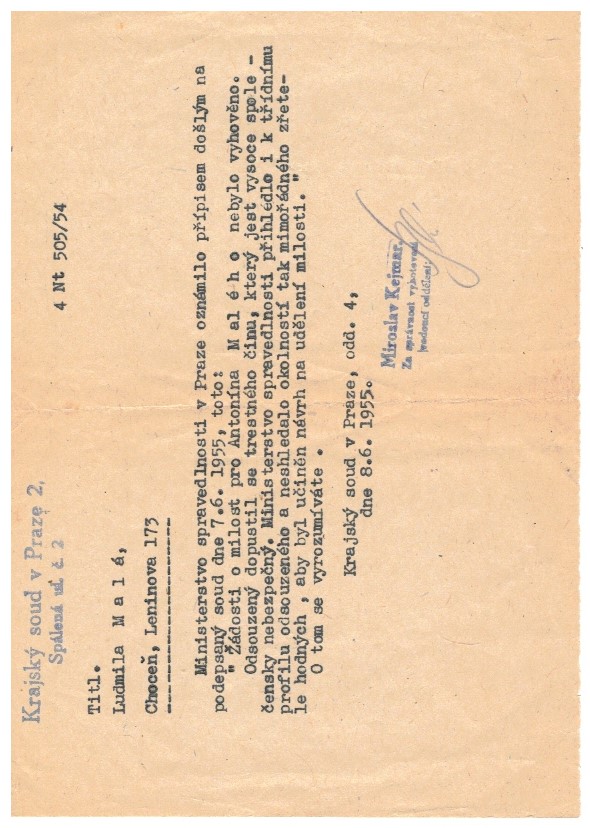 Krajský soud v Praze 2,
Spálená ul. č. 2
4 Nt 505/54
Titl.
Ludmila M a l á,
Choceň, Leninova 173
Ministerstvo spravedlnosti v Praze oznámilo přípisem došlým na
podepsaný soud dne 7.6. 1955, toto:
" Žádosti o milost pro Antonína M a l é h o nebylo vyhověno.
Odsouzený dopustil se trestného činu, který jest vysoce spole -
čensky nebezpečný. Ministerstvo spravedlnosti přihlédlo i k třídnímu
profilu odsouzeného a neshledalo okolností tak mimořádného zřete-
le hodných , aby byl učiněn návrh na udělení milosti. "
O tom se vyrozumíváte .
Krajský soud v Praze, odd. 4,
dne 8.6. 1955.
Miroslav Kejmar,
Za správnost vyhotovení
vedoucí oddělení: